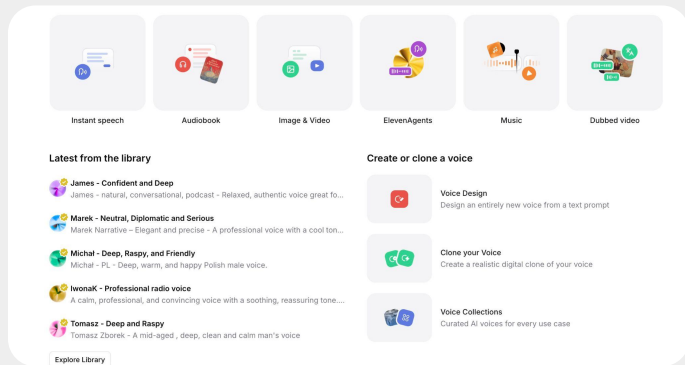 Instant speech
Audiobook
Image & Video
ElevenAgents
Music
Dubbed video
Latest from the library
James - Confident and Deep
James - natural, conversational, podcast - Relaxed, authentic voice great fo...
Marek - Neutral, Diplomatic and Serious
Marek Narrative – Elegant and precise - A professional voice with a cool ton...
Michał - Deep, Raspy, and Friendly
Michał - PL - Deep, warm, and happy Polish male voice.
IwonaK - Professional radio voice
A calm, professional, and convincing voice with a soothing, reassuring tone....
Tomasz - Deep and Raspy
Tomasz Zborek - A mid-aged , deep, clean and calm man's voice
Explore Library
Create or clone a voice
Voice Design
Design an entirely new voice from a text prompt
Clone your Voice
Create a realistic digital clone of your voice
Voice Collections
Curated AI voices for every use case